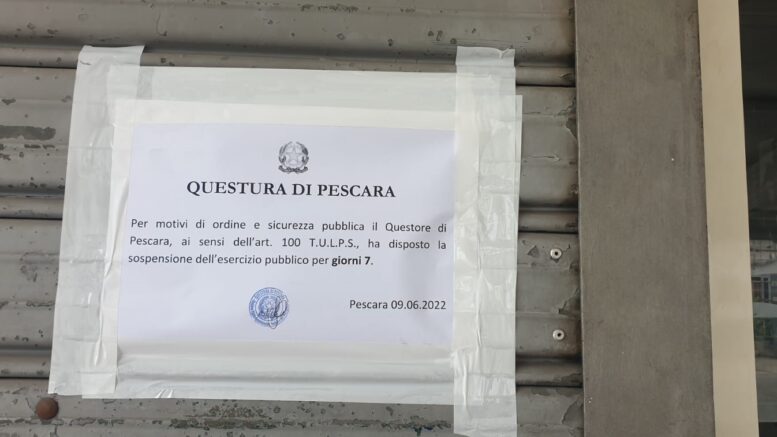 QUESTURA DI PESCARA
Per motivi di ordine e sicurezza pubblica il Questore di
Pescara, ai sensi dell'art. 100 T.U.L.P.S., ha disposto la
sospensione dell'esercizio pubblico per giorni 7.
Pescara 09.06.2022